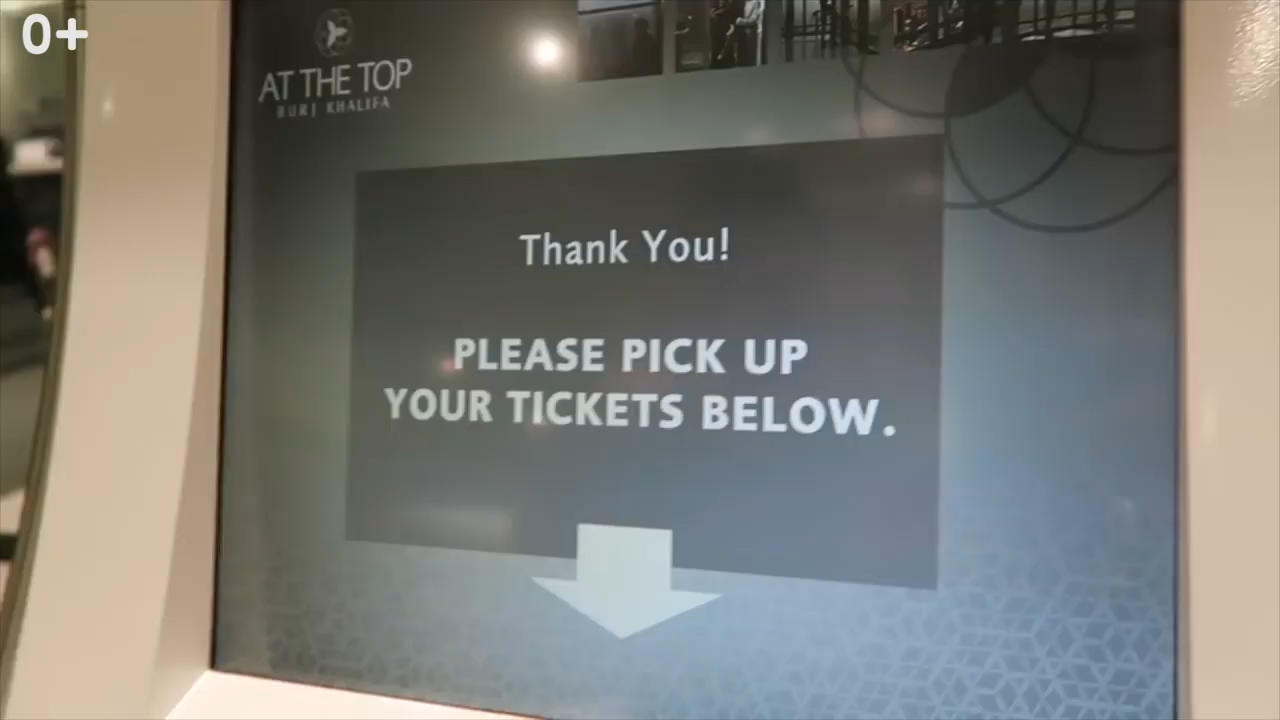 0+
AT THE TOP
BURJ KHALIFA
Thank You!
PLEASE PICK UP
YOUR TICKETS BELOW.